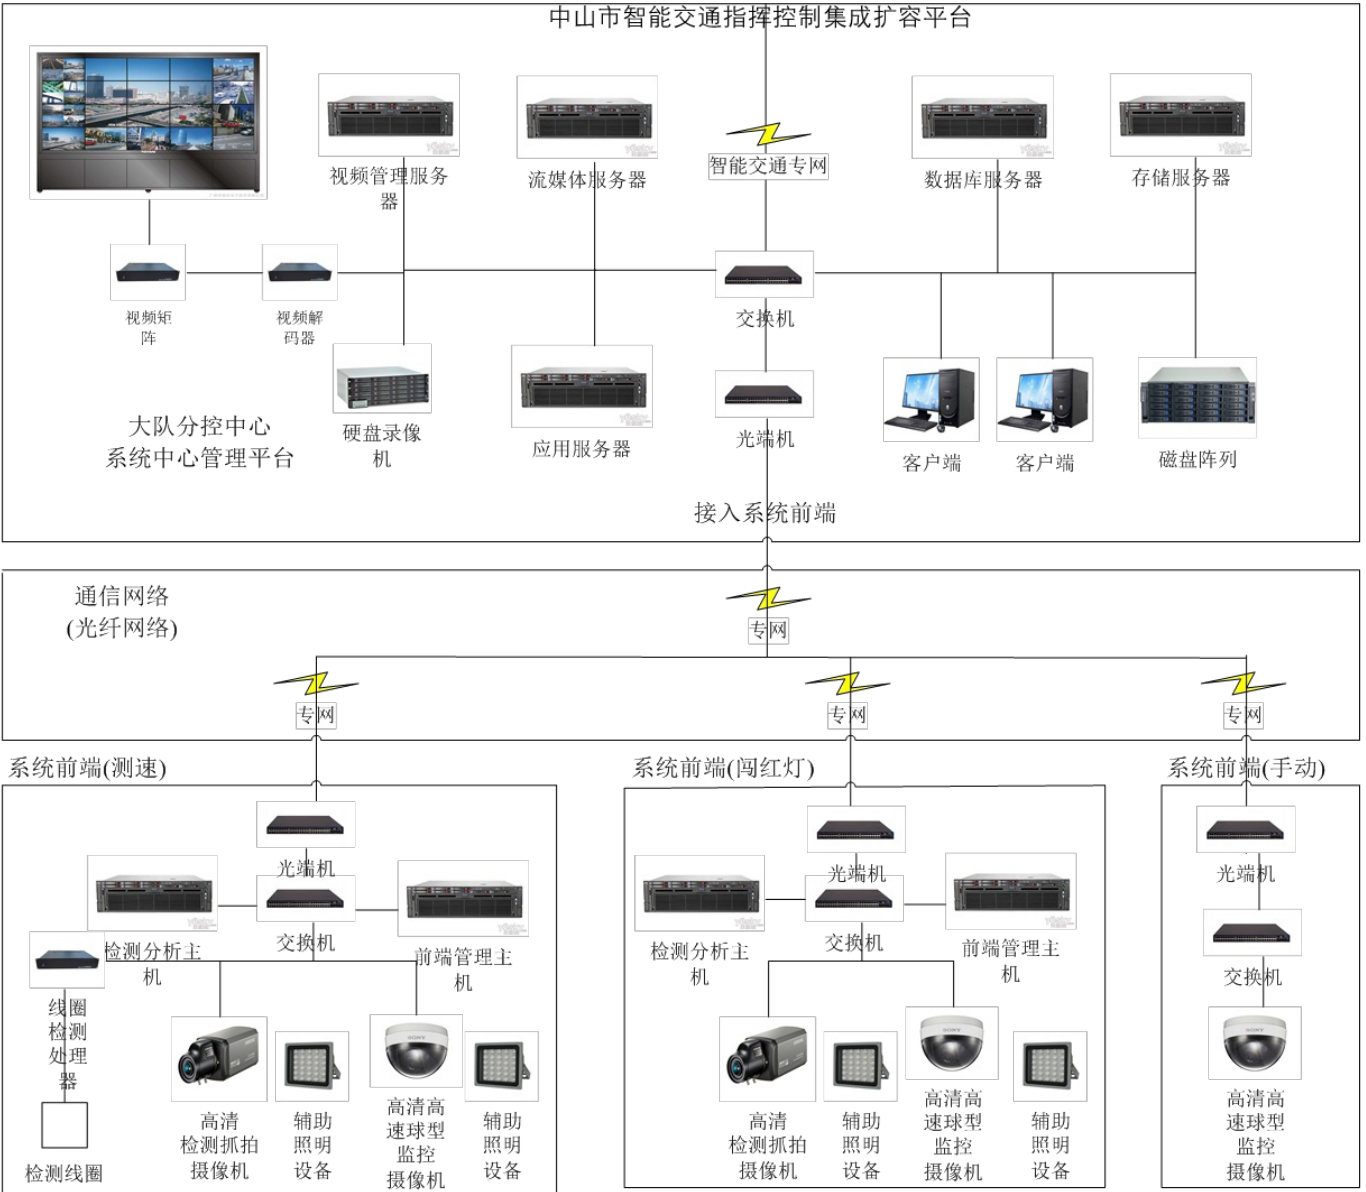 中山市智能交通指挥控制集成扩容平台
智能交通专网
视频管理服务
器
流媒体服务器
数据库服务器
存储服务器
视频矩
阵
视频解
码器
交换机
硬盘录像
机
应用服务器
光端机
客户端
客户端
磁盘阵列
大队分控中心
系统中心管理平台
接入系统前端
通信网络
(光纤网络)
专网
专网
专网
专网
系统前端(测速)
系统前端(闯红灯)
系统前端(手动)
光端机
检测分析主
机
交换机
前端管理主
机
线圈
检测
处理
器
检测线圈
高清
检测抓拍
摄像机
辅助
照明
设备
SONY
高清高
速球型
监控
摄像机
辅助
照明
设备
光端机
检测分析主
机
交换机
前端管理主
机
高清
检测抓拍
摄像机
辅助
照明
设备
SONY
高清高
速球型
监控
摄像机
辅助
照明
设备
光端机
交换机
SONY
高清高
速球型
监控
摄像机